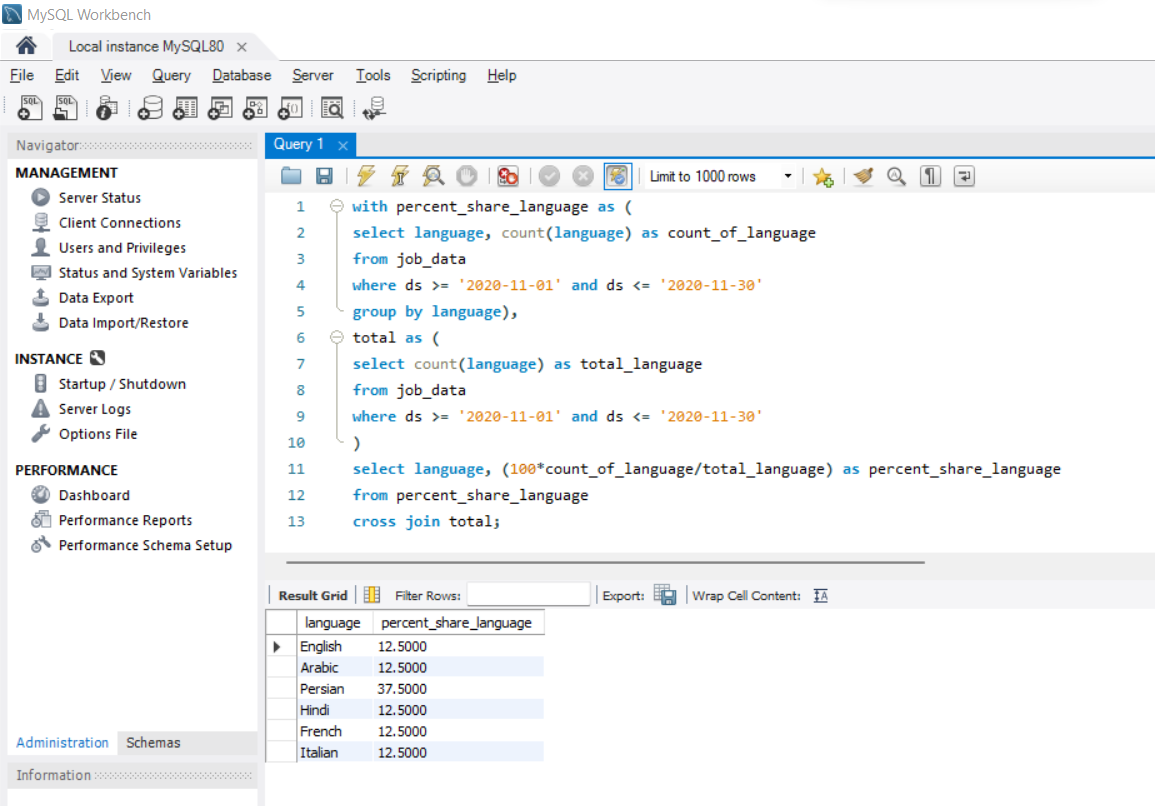 MySQL Workbench
Local instance MySQL80
File Edit View Query Database Server Tools Scripting Help
Navigator
MANAGEMENT
Server Status
Client Connections
Users and Privileges
Status and System Variables
Data Export
Data Import/Restore
INSTANCE
Startup / Shutdown
Server Logs
Options File
PERFORMANCE
Dashboard
Performance Reports
Performance Schema Setup
Administration Schemas
Information
Query 1
Limit to 1000 rows
1 with percent_share_language as (
2 select language, count(language) as count_of_language
3 from job_data
4 where ds >= '2020-11-01' and ds <= '2020-11-30'
5 group by language),
6 total as (
7 select count(language) as total_language
8 from job_data
9 where ds >= '2020-11-01' and ds <= '2020-11-30'
10 )
11 select language, (100*count_of_language/total_language) as percent_share_language
12 from percent_share_language
13 cross join total;
Result Grid Filter Rows: Export: Wrap Cell Content:
language percent_share_language
English 12.5000
Arabic 12.5000
Persian 37.5000
Hindi 12.5000
French 12.5000
Italian 12.5000